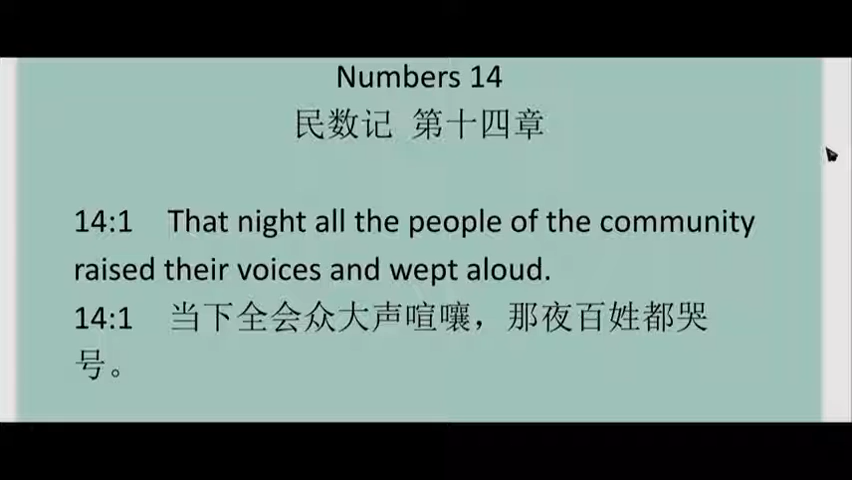 Numbers 14
民数记 第十四章
14:1 That night all the people of the community
raised their voices and wept aloud.
14:1 当下全会众大声喧嚷，那夜百姓都哭
号。